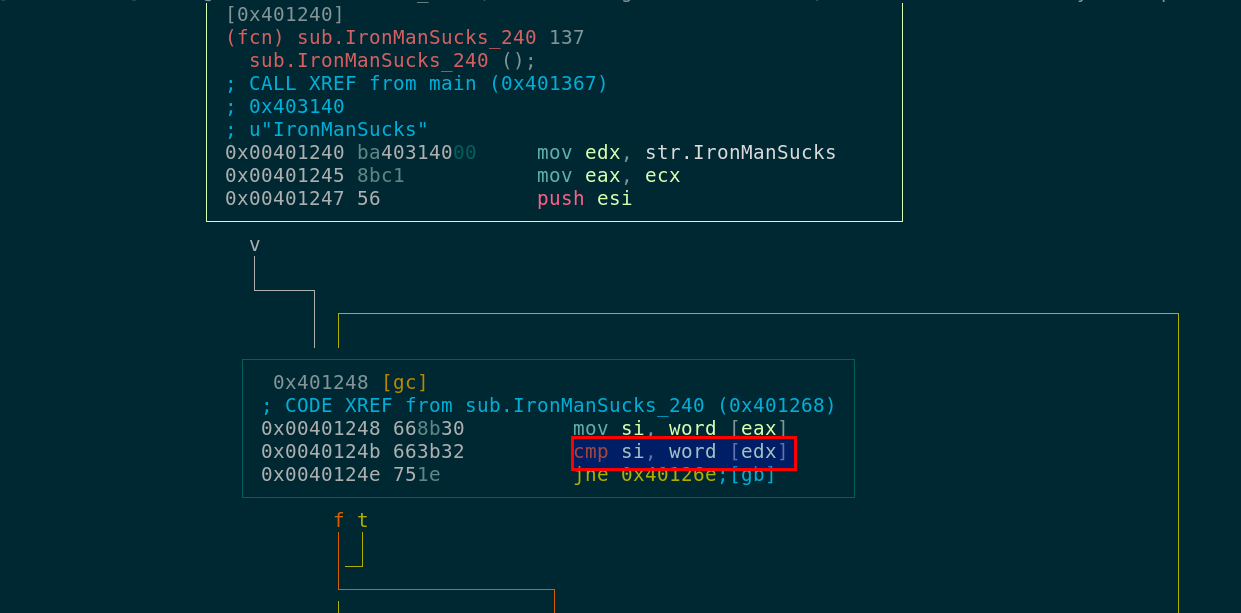 [0x401240]
(fcn) sub.IronManSucks_240 137
sub.IronManSucks_240 ();
; CALL XREF from main (0x401367)
; 0x403140
; u"IronManSucks"
0x00401240 ba40314000 mov edx, str.IronManSucks
0x00401245 8bc1 mov eax, ecx
0x00401247 56 push esi
v
0x401248 [gc]
; CODE XREF from sub.IronManSucks_240 (0x401268)
0x00401248 668b30 mov si, word [eax]
0x0040124b 663b32 cmp si, word [edx]
0x0040124e 751e jne 0x40126e;[gb]
f t